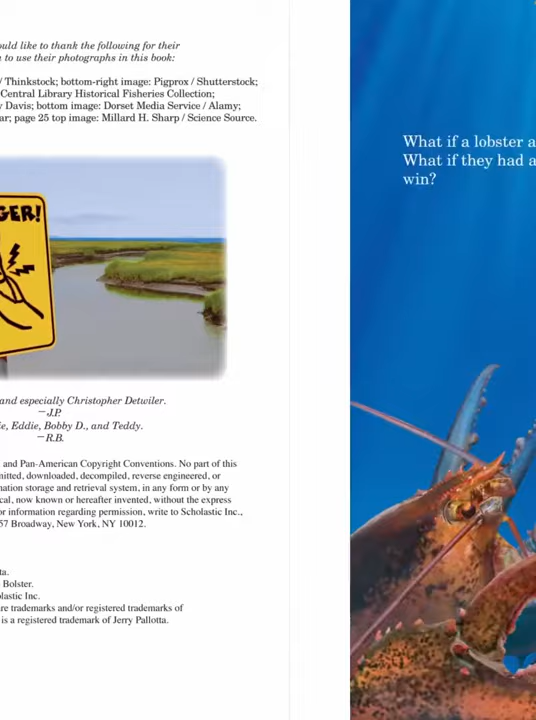 ould like to thank the following for their
n to use their photographs in this book:
/ Thinkstock; bottom-right image: Pigprox / Shutterstock;
Central Library Historical Fisheries Collection;
y Davis; bottom image: Dorset Media Service / Alamy;
ar; page 25 top image: Millard H. Sharp / Science Source.
GER!
and especially Christopher Detwiler.
—J.P.
ie, Eddie, Bobby D., and Teddy.
—R.B.
and Pan-American Copyright Conventions. No part of this
mitted, downloaded, decompiled, reverse engineered, or
nation storage and retrieval system, in any form or by any
cal, now known or hereafter invented, without the express
or information regarding permission, write to Scholastic Inc.,
57 Broadway, New York, NY 10012.
ta.
Bolster.
olastic Inc.
re trademarks and/or registered trademarks of
is a registered trademark of Jerry Pallotta.
What if a lobster a
What if they had a
win?